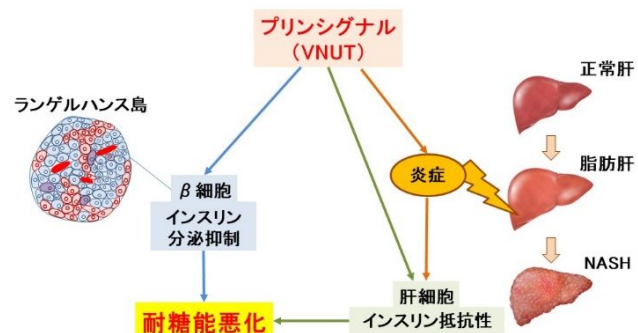 プリンシグナル
（VNUT）
正常肝
ランゲルハンス島
炎症
脂肪肝
β細胞
インスリン
分泌抑制
NASH
肝細胞
インスリン抵抗性
耐糖能悪化